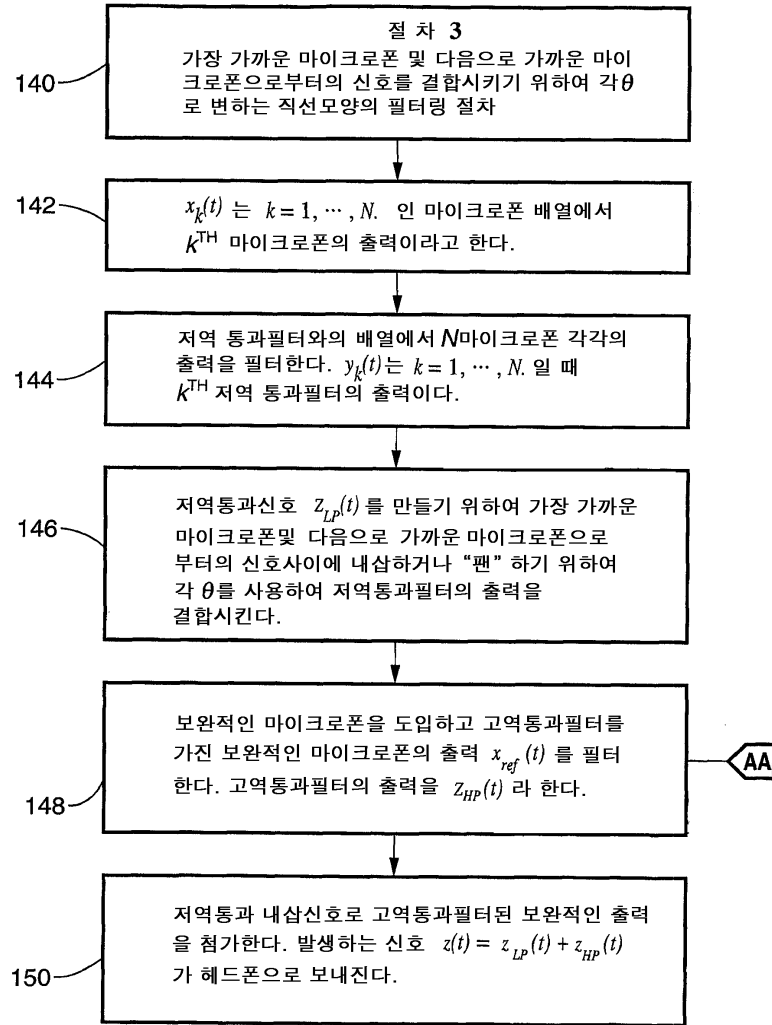 절 차 3
140
가장 가까운 마이크로폰 및 다음으로 가까운 마이
크로폰으로부터의 신호를 결합시키기 위하여 각θ
로 변하는 직선모양의 필터링 절차
142
x_k(t) 는 k = 1, ⋯ , N. 인 마이크로폰 배열에서
K^TH 마이크로폰의 출력이라고 한다.
144
저역 통과필터와의 배열에서 N마이크로폰 각각의
출력을 필터한다. y_k(t)는 k = 1, ⋯ , N. 일 때
K^TH 저역 통과필터의 출력이다.
146
저역통과신호 Z_LP(t) 를 만들기 위하여 가장 가까운
마이크로폰및 다음으로 가까운 마이크로폰으로
부터의 신호사이에 내삽하거나 “팬” 하기 위하여
각 θ를 사용하여 저역통과필터의 출력을
결합시킨다.
148
보완적인 마이크로폰을 도입하고 고역통과필터를
가진 보완적인 마이크로폰의 출력 x_ref(t) 를 필터
한다. 고역통과필터의 출력을 Z_HP(t) 라 한다.
AA
150
저역통과 내삽신호로 고역통과필터된 보완적인 출력
을 첨가한다. 발생하는 신호 z(t) = z_LP(t) + z_HP(t)
가 헤드폰으로 보내진다.